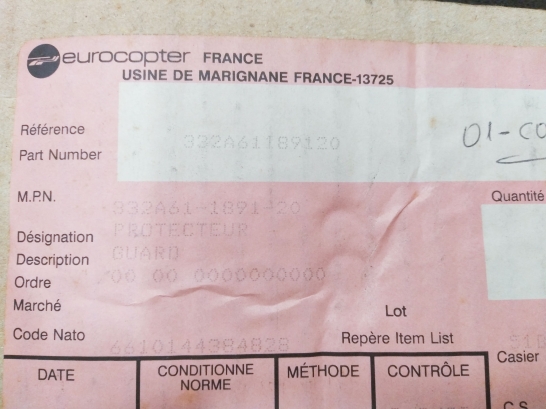 eurocopter FRANCE
USINE DE MARIGNANE FRANCE-13725
Référence
Part Number
332A61189120
01-CO
M.P.N.
332A61-1891-20
Quantité
Désignation
PROTECTEUR
Description
GUARD
Ordre
00 00 0000000000
Marché
Lot
Code Nato
6610144384828
Repère Item List
Casier
DATE
CONDITIONNE
NORME
MÉTHODE
CONTRÔLE
C.S.